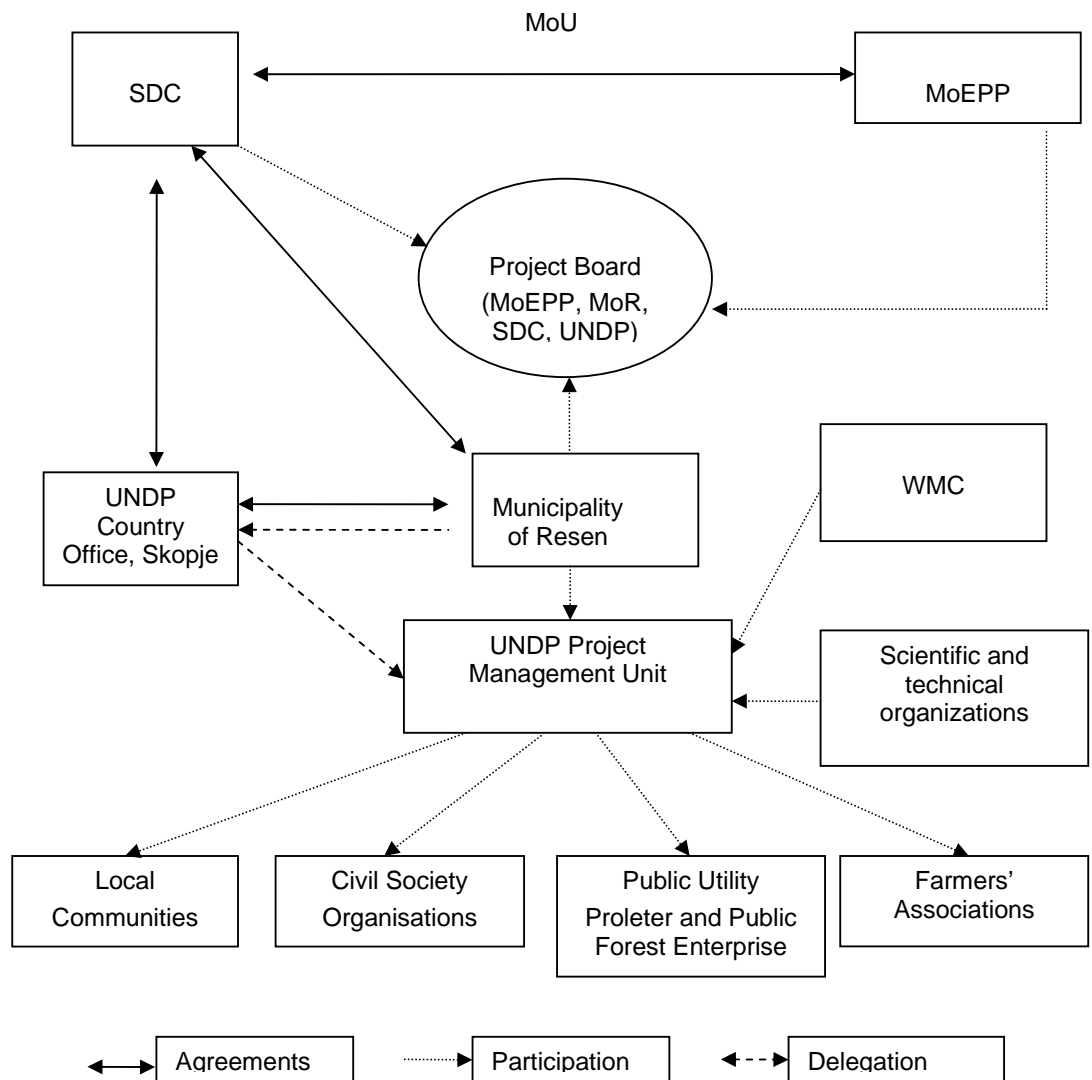 MoU
SDC
MoEPP
Project Board
(MoEPP, MoR,
SDC, UNDP)
UNDP
Country
Office, Skopje
Municipality
of Resen
WMC
UNDP Project
Management Unit
Scientific and
technical
organizations
Local
Communities
Civil Society
Organisations
Public Utility
Proleter and Public
Forest Enterprise
Farmers’
Associations
Agreements
Participation
Delegation